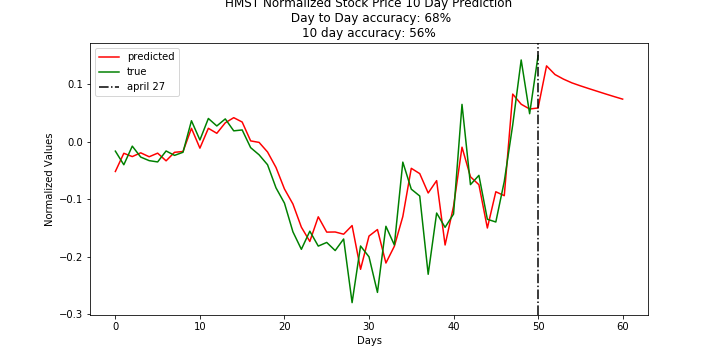 HMST Normalized Stock Price 10 Day Prediction
Day to Day accuracy: 68%
10 day accuracy: 56%
predicted
true
april 27
Normalized Values
0.1
0.0
−0.1
−0.2
−0.3
0 10 20 30 40 50 60
Days